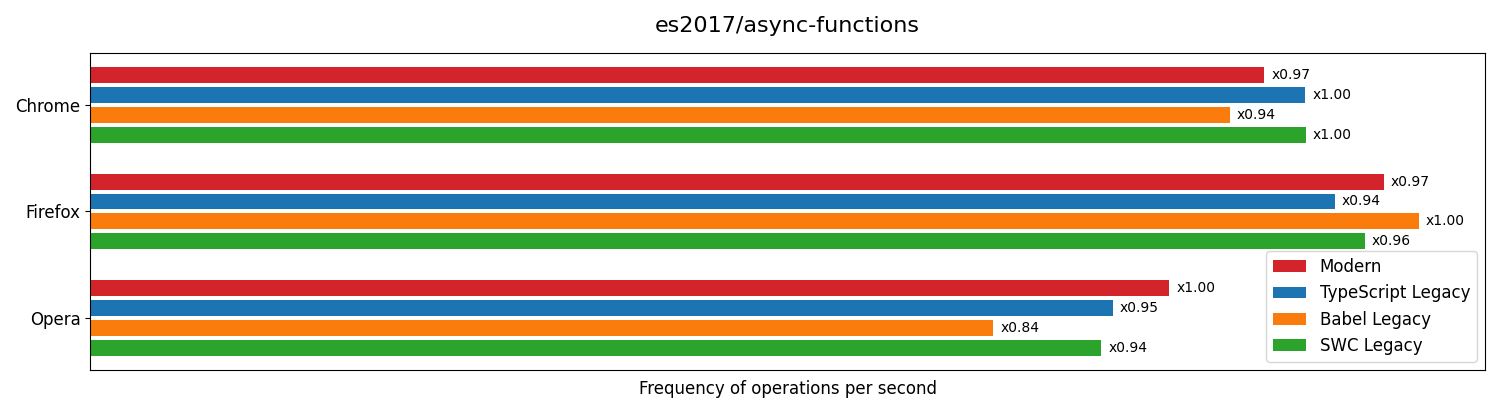 es2017/async-functions
Chrome
x0.97
x1.00
x0.94
x1.00
Firefox
x0.97
x0.94
x1.00
x0.96
Opera
x1.00
x0.95
x0.84
x0.94
Modern
TypeScript Legacy
Babel Legacy
SWC Legacy
Frequency of operations per second